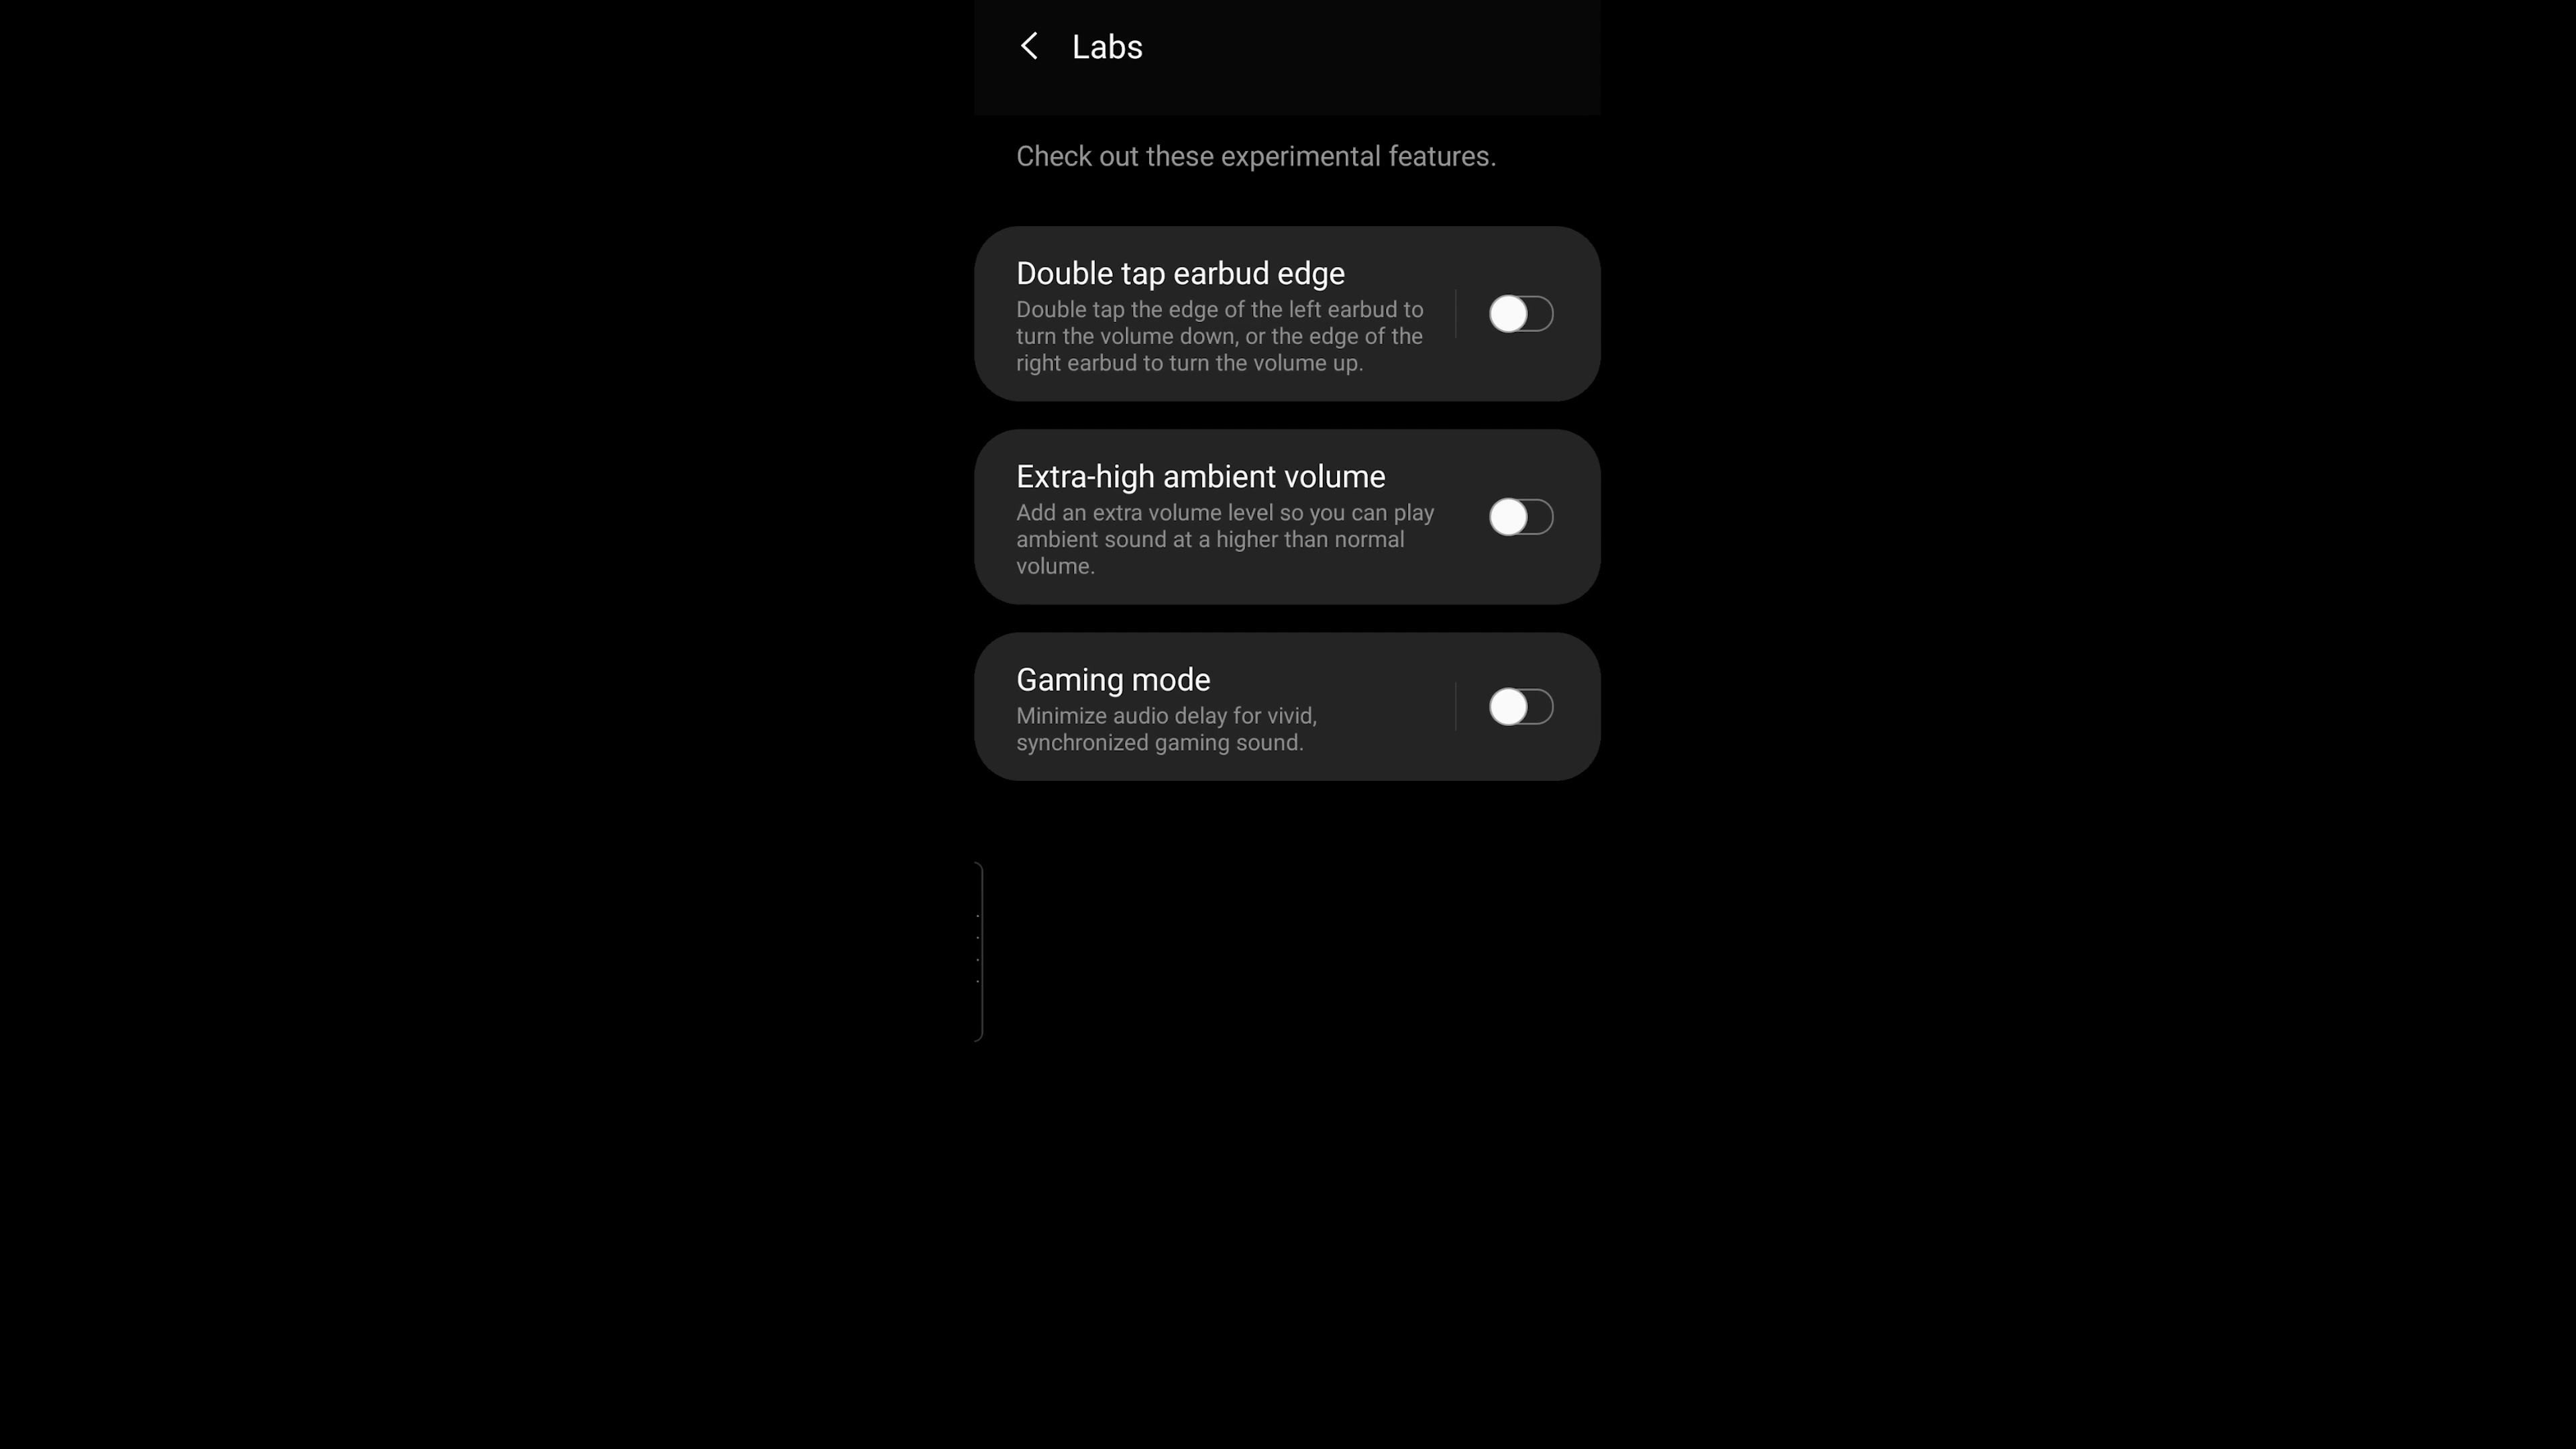 Labs
Check out these experimental features.
Double tap earbud edge
Double tap the edge of the left earbud to
turn the volume down, or the edge of the
right earbud to turn the volume up.
Extra-high ambient volume
Add an extra volume level so you can play
ambient sound at a higher than normal
volume.
Gaming mode
Minimize audio delay for vivid,
synchronized gaming sound.